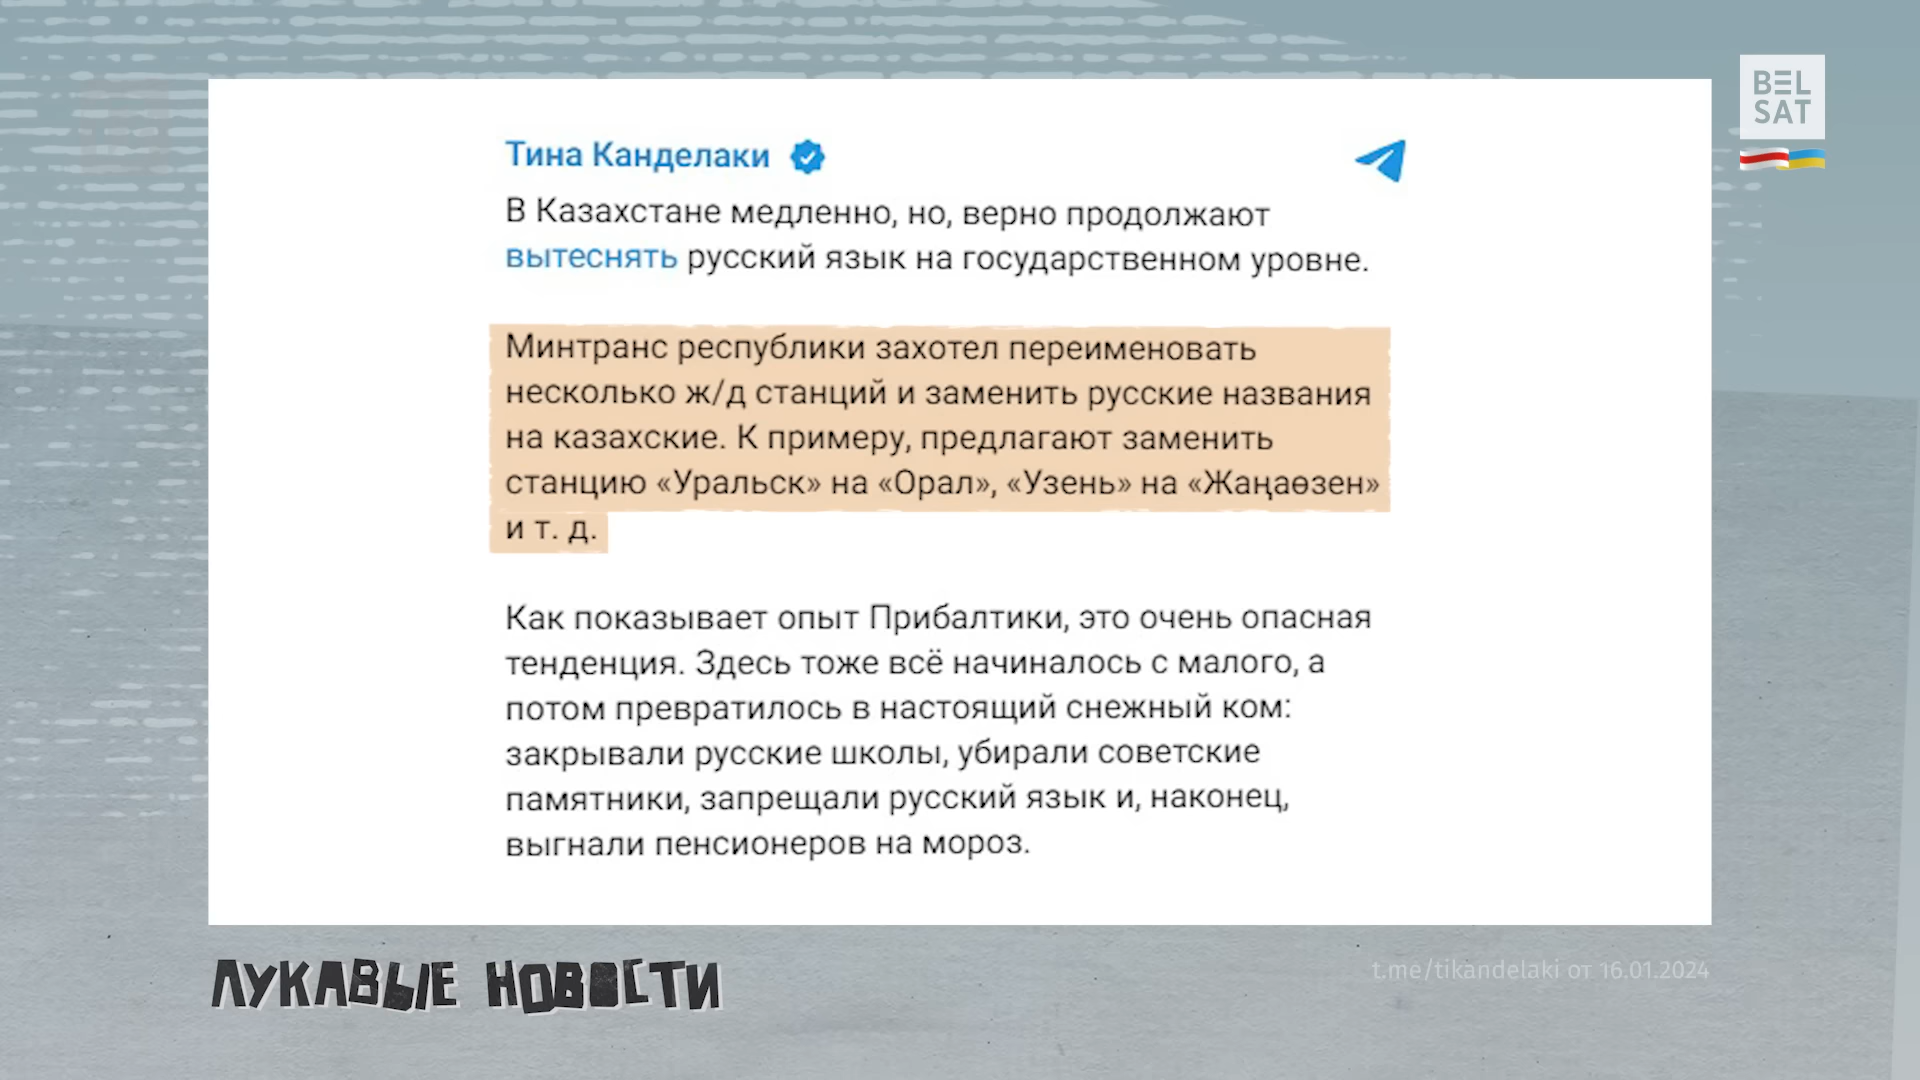 BEL
SAT
Тина Канделаки
В Казахстане медленно, но, верно продолжают
вытеснять русский язык на государственном уровне.
Минтранс республики захотел переименовать
несколько ж/д станций и заменить русские названия
на казахские. К примеру, предлагают заменить
станцию «Уральск» на «Орал», «Узень» на «Жаңаөзен»
и т. д.
Как показывает опыт Прибалтики, это очень опасная
тенденция. Здесь тоже всё начиналось с малого, а
потом превратилось в настоящий снежный ком:
закрывали русские школы, убирали советские
памятники, запрещали русский язык и, наконец,
выгнали пенсионеров на мороз.
ЛУКАВЫЕ НОВОСТИ
t.me/tikandelaki от 16.01.2024